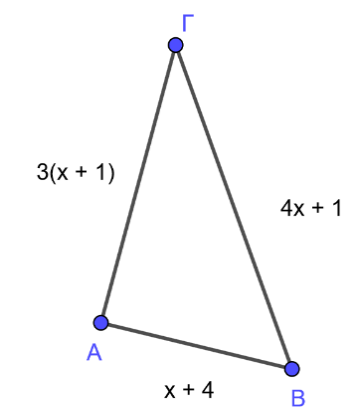 Γ
3(x + 1)
4x + 1
A
x + 4
B